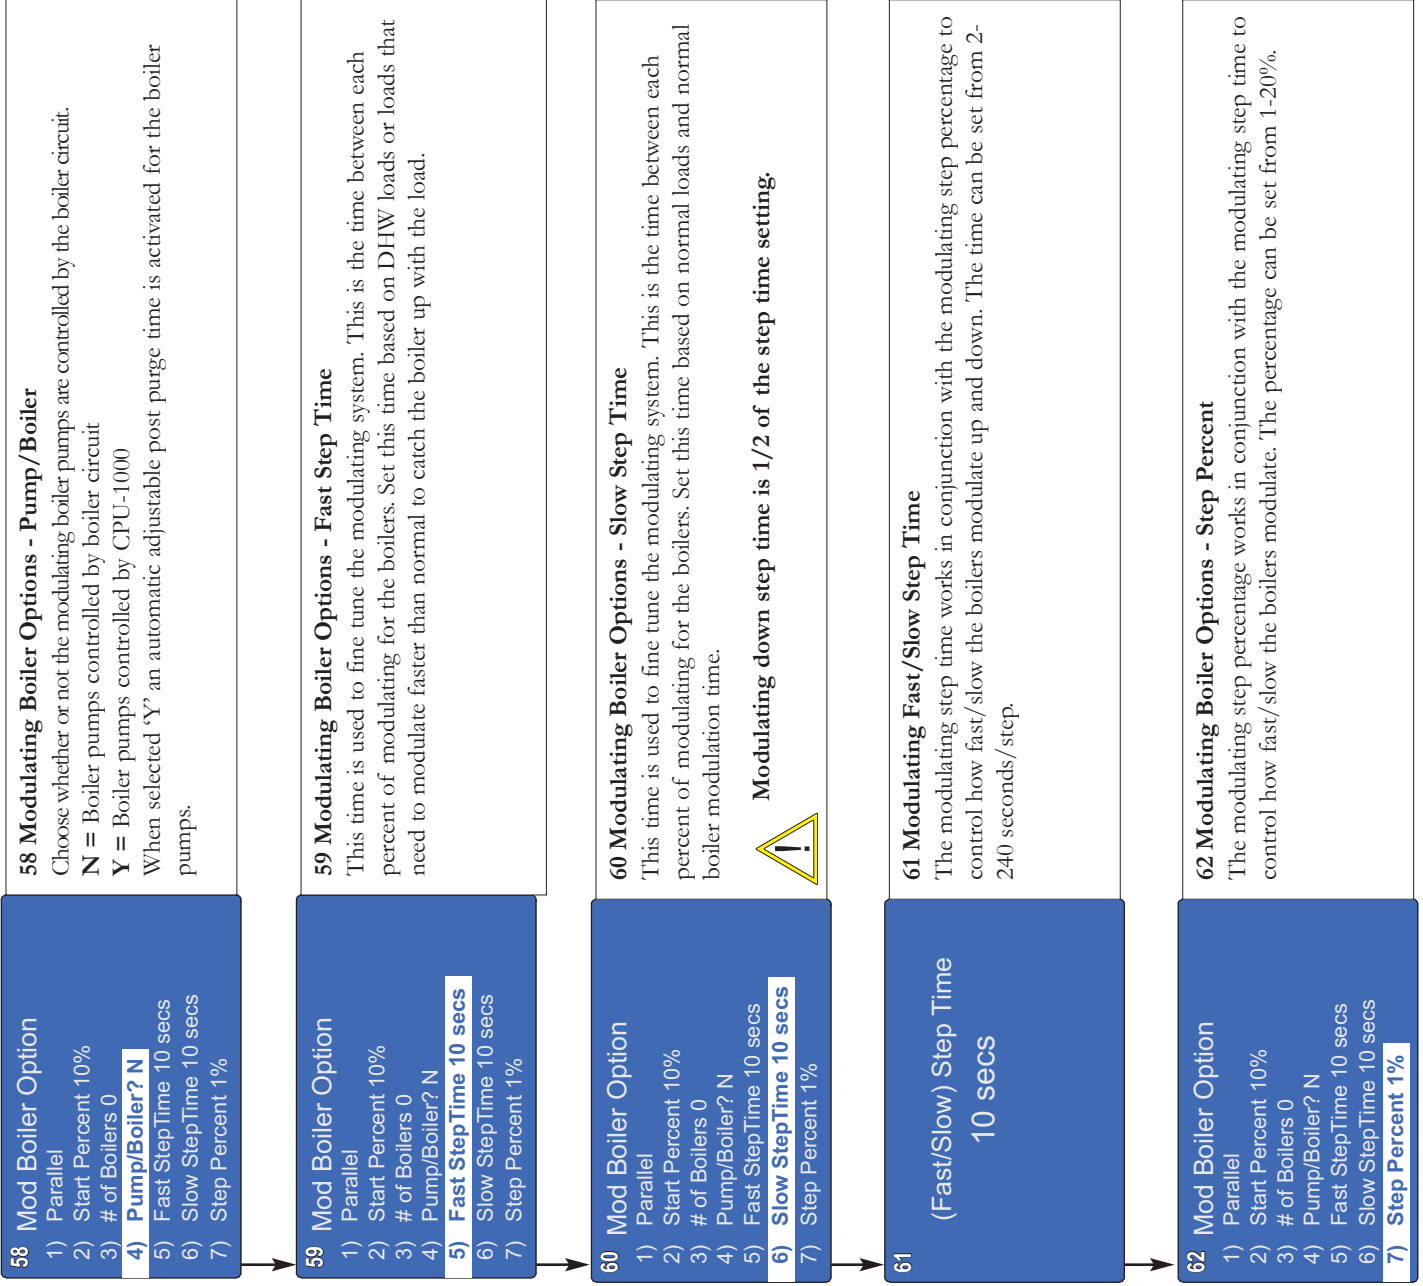 58
Mod Boiler Option
1) Parallel
2) Start Percent 10%
3) # of Boilers 0
4) Pump/Boiler? N
5) Fast StepTime 10 secs
6) Slow StepTime 10 secs
7) Step Percent 1%
58 Modulating Boiler Options - Pump/Boiler
Choose whether or not the modulating boiler pumps are controlled by the boiler circuit.
N = Boiler pumps controlled by boiler circuit
Y = Boiler pumps controlled by CPU-1000
When selected ‘Y’ an automatic adjustable post purge time is activated for the boiler
pumps.
59
Mod Boiler Option
1) Parallel
2) Start Percent 10%
3) # of Boilers 0
4) Pump/Boiler? N
5) Fast StepTime 10 secs
6) Slow StepTime 10 secs
7) Step Percent 1%
59 Modulating Boiler Options - Fast Step Time
This time is used to fine tune the modulating system. This is the time between each
percent of modulating for the boilers. Set this time based on DHW loads or loads that
need to modulate faster than normal to catch the boiler up with the load.
60
Mod Boiler Option
1) Parallel
2) Start Percent 10%
3) # of Boilers 0
4) Pump/Boiler? N
5) Fast StepTime 10 secs
6) Slow StepTime 10 secs
7) Step Percent 1%
60 Modulating Boiler Options - Slow Step Time
This time is used to fine tune the modulating system. This is the time between each
percent of modulating for the boilers. Set this time based on normal loads and normal
boiler modulation time.
!
Modulating down step time is 1/2 of the step time setting.
61
(Fast/Slow) Step Time
10 secs
61 Modulating Fast/Slow Step Time
The modulating step time works in conjunction with the modulating step percentage to
control how fast/slow the boilers modulate up and down. The time can be set from 2-
240 seconds/step.
62
Mod Boiler Option
1) Parallel
2) Start Percent 10%
3) # of Boilers 0
4) Pump/Boiler? N
5) Fast StepTime 10 secs
6) Slow StepTime 10 secs
7) Step Percent 1%
62 Modulating Boiler Options - Step Percent
The modulating step percentage works in conjunction with the modulating step time to
control how fast/slow the boilers modulate. The percentage can be set from 1-20%.